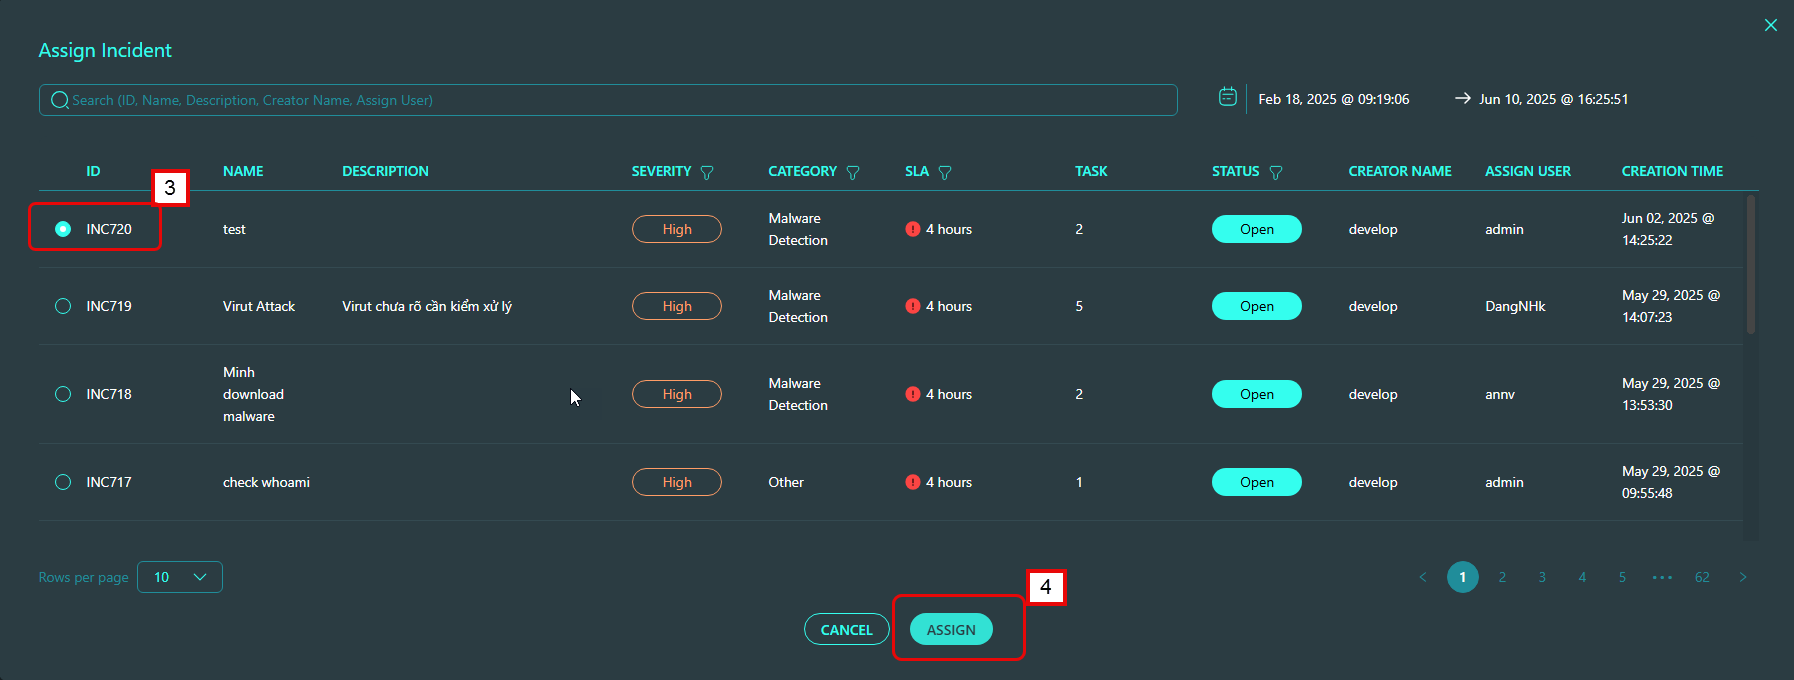 Assign Incident
Search (ID, Name, Description, Creator Name, Assign User)
Feb 18, 2025 @ 09:19:06
Jun 10, 2025 @ 16:25:51
ID NAME DESCRIPTION SEVERITY CATEGORY SLA TASK STATUS CREATOR NAME ASSIGN USER CREATION TIME
3
INC720 test High Malware Detection 4 hours 2 Open develop admin Jun 02, 2025 @ 14:25:22
INC719 Virut Attack Virut chưa rõ cần kiểm xử lý High Malware Detection 4 hours 5 Open develop DangNHk May 29, 2025 @ 14:07:23
INC718 Minh download malware High Malware Detection 4 hours 2 Open develop annv May 29, 2025 @ 13:53:30
INC717 check whoami High Other 4 hours 1 Open develop admin May 29, 2025 @ 09:55:48
Rows per page 10
1 2 3 4 5 ••• 62
4
CANCEL ASSIGN